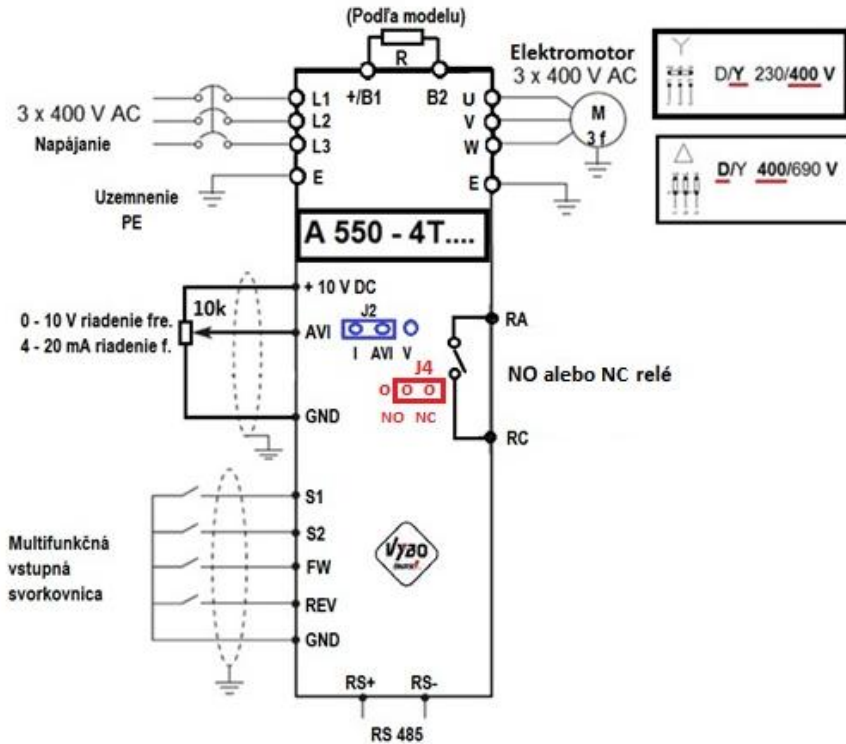 (Podľa modelu)
R
+/B1 B2
Elektromotor
3 x 400 V AC
D/Y 230/400 V
D/Y 400/690 V
3 x 400 V AC
Napájanie
L1
L2
L3
E
U
V
W
E
M
3 f
Uzemnenie
PE
A 550 - 4T....
+ 10 V DC
10k
0 - 10 V riadenie fre.
4 - 20 mA riadenie f.
AVI
GND
J2
I AVI V
J4
NO NC
RA
NO alebo NC relé
RC
Multifunkčná
vstupná
svorkovnica
S1
S2
FW
REV
GND
VYBO
RS+ RS-
RS 485